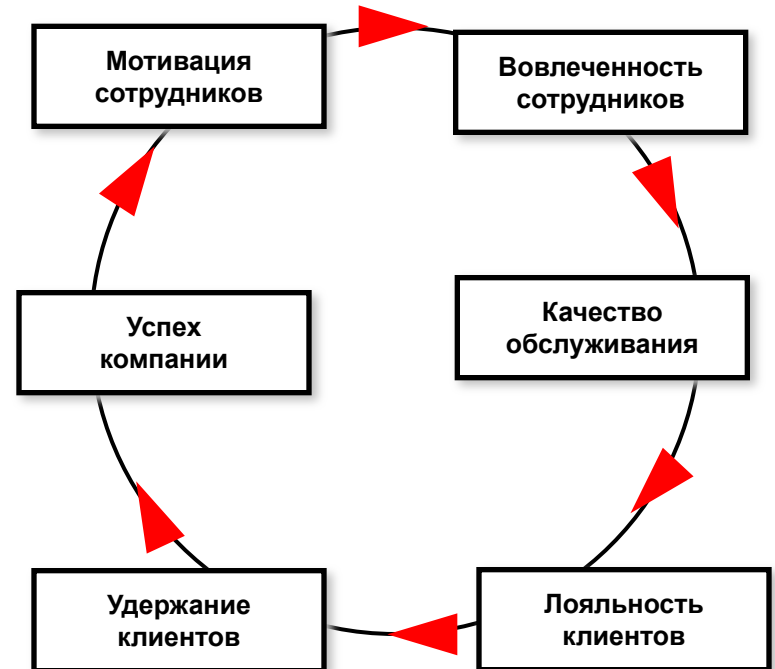 Мотивация
сотрудников
Вовлеченность
сотрудников
Качество
обслуживания
Лояльность
клиентов
Удержание
клиентов
Успех
компании